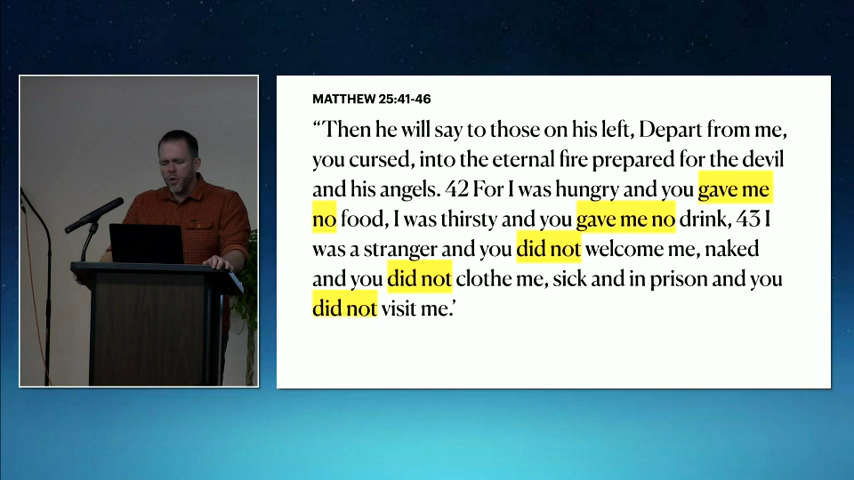 MATTHEW 25:41-46
“Then he will say to those on his left, Depart from me,
you cursed, into the eternal fire prepared for the devil
and his angels. 42 For I was hungry and you gave me
no food, I was thirsty and you gave me no drink, 43 I
was a stranger and you did not welcome me, naked
and you did not clothe me, sick and in prison and you
did not visit me.’